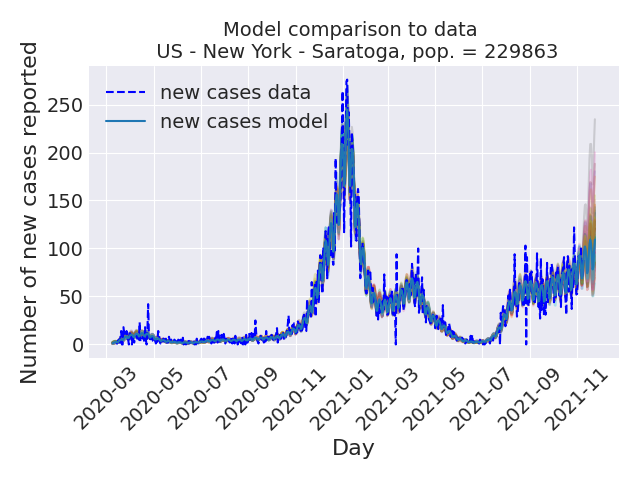 Model comparison to data
US - New York - Saratoga, pop. = 229863
new cases data
new cases model
Number of new cases reported
250
200
150
100
50
0
2020-03
2020-05
2020-07
2020-09
2020-11
2021-01
2021-03
2021-05
2021-07
2021-09
2021-11
Day